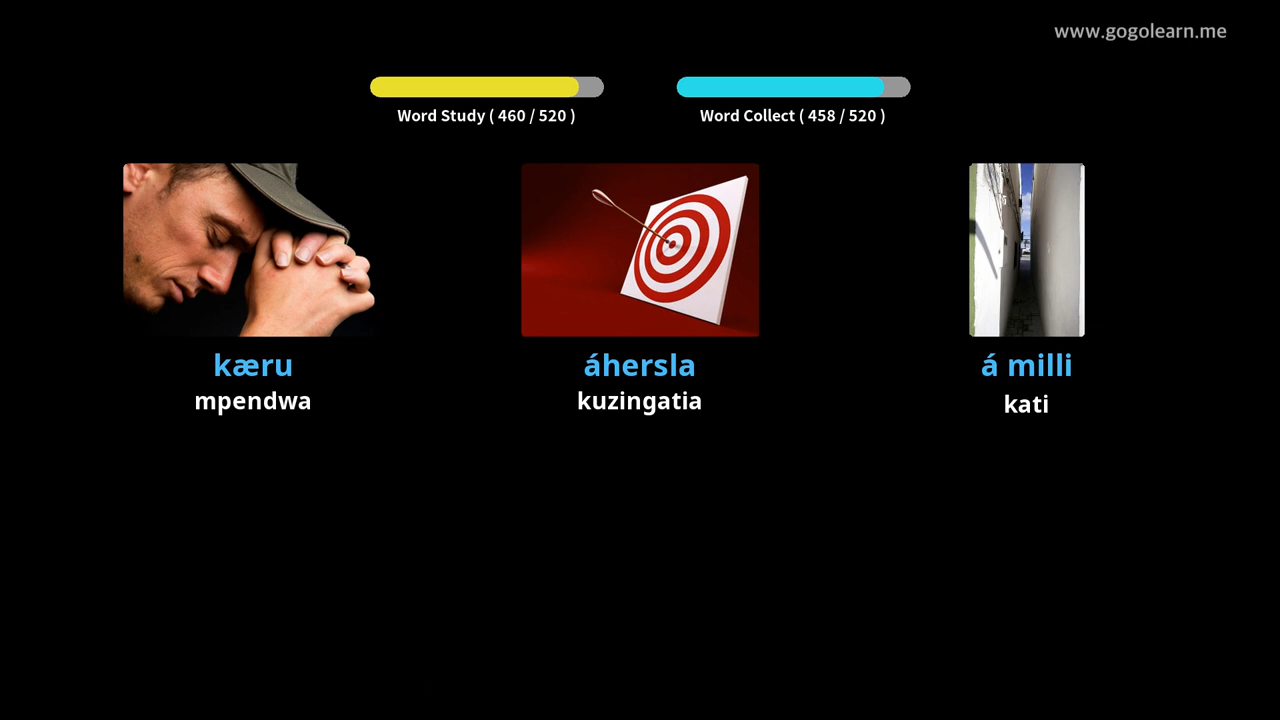 www.gogolearn.me
Word Study ( 460 / 520 )
Word Collect ( 458 / 520 )
kæru
mpendwa
áhersla
kuzingatia
á milli
kati